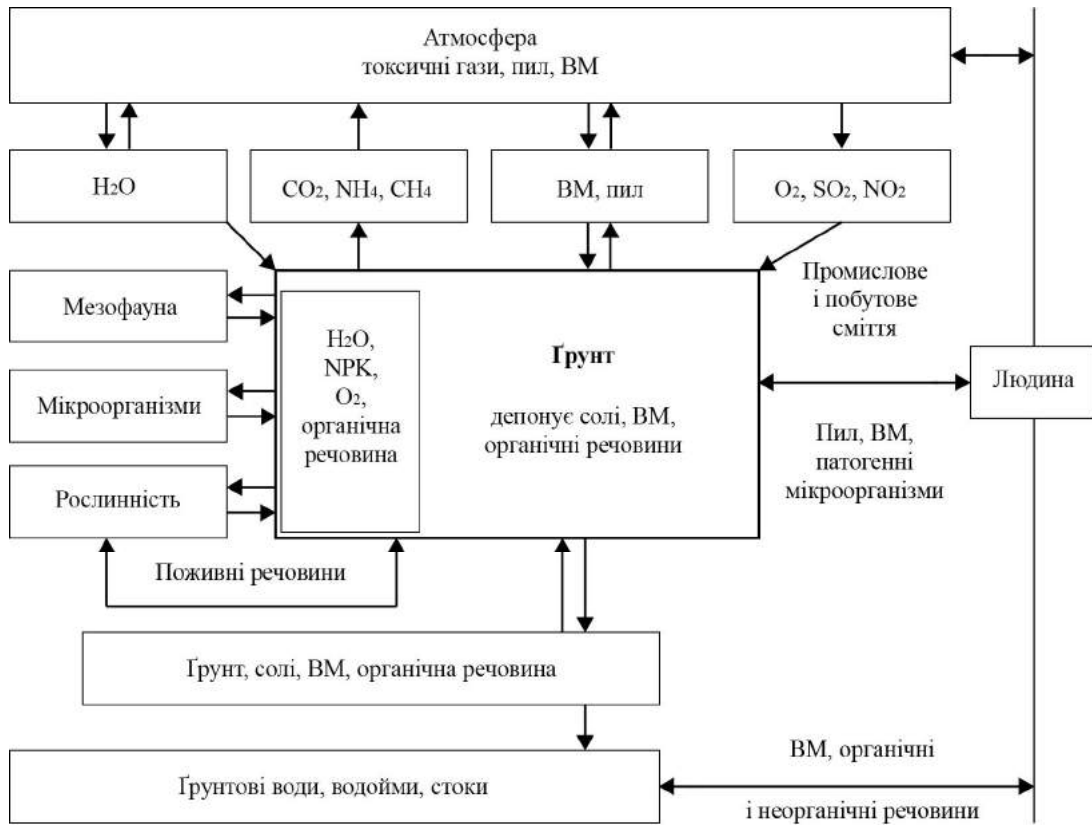 Атмосфера
токсичні гази, пил, ВМ
H2O
CO2, NH4, CH4
ВМ, пил
O2, SO2, NO2
Мезофауна
Мікроорганізми
Рослинність
H2O,
NPK,
O2,
органічна
речовина
Ґрунт
депонує солі, ВМ,
органічні речовини
Промислове
і побутове
сміття
Людина
Пил, ВМ,
патогенні
мікроорганізми
Поживні речовини
Ґрунт, солі, ВМ, органічна речовина
Ґрунтові води, водойми, стоки
ВМ, органічні
і неорганічні речовини